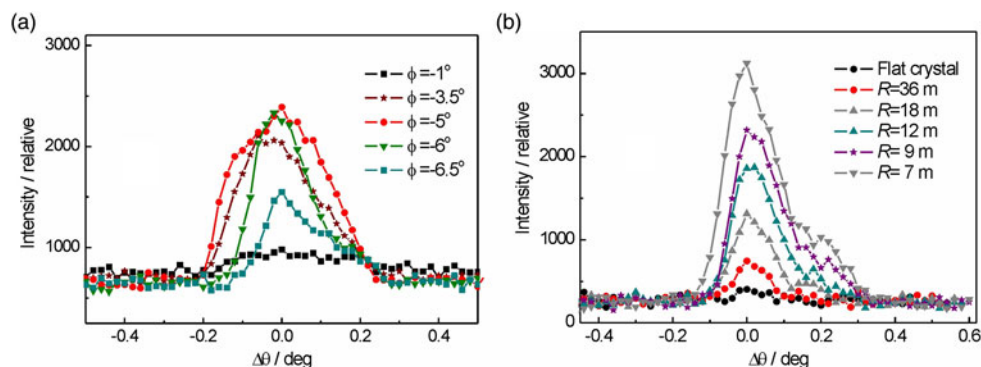 (a)
3000
2000
1000
Intensity / relative
-0.4 -0.2 0.0 0.2 0.4
Δθ / deg
ϕ=-1°
ϕ=-3.5°
ϕ=-5°
ϕ=-6°
ϕ=-6.5°
(b)
3000
2000
1000
0
Intensity / relative
-0.4 -0.2 0.0 0.2 0.4 0.6
Δθ / deg
Flat crystal
R=36 m
R=18 m
R=12 m
R= 9 m
R= 7 m